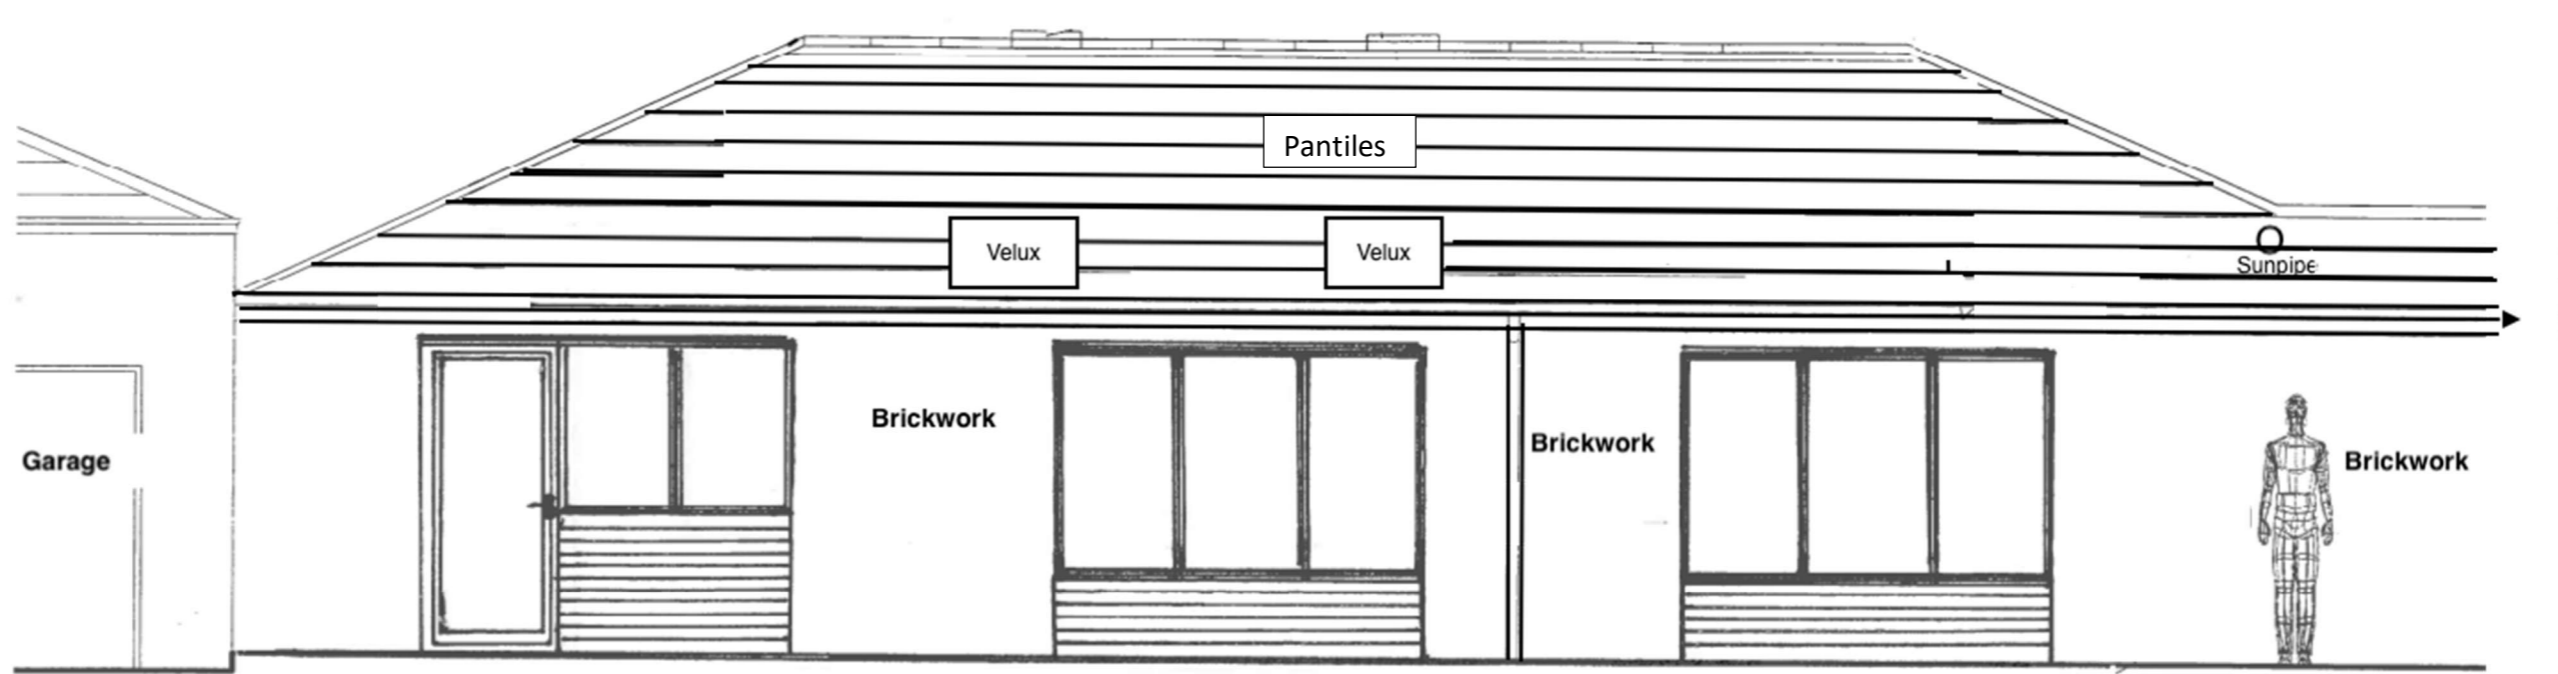 Pantiles
Velux
Velux
Sunpipe
Brickwork
Brickwork
Garage
Brickwork